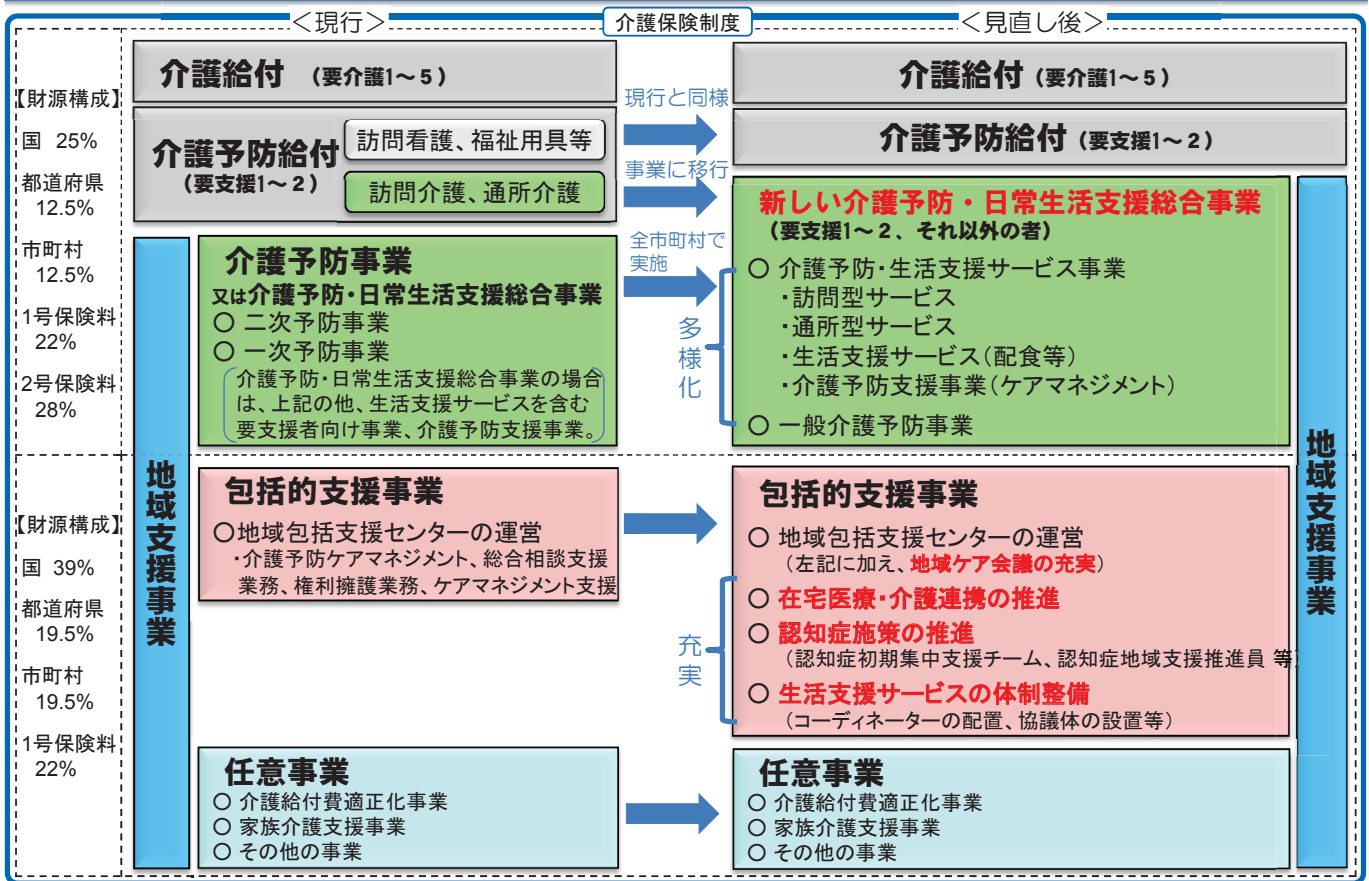 ＜現行＞
介護保険制度
＜見直し後＞
【財源構成】
国 25%
都道府県
12.5%
市町村
12.5%
1号保険料
22%
2号保険料
28%
【財源構成】
国 39%
都道府県
19.5%
市町村
19.5%
1号保険料
22%
介護給付 （要介護1～5）
介護予防給付
（要支援1～2）
訪問看護、福祉用具等
訪問介護、通所介護
地域支援事業
介護予防事業
又は介護予防・日常生活支援総合事業
○ 二次予防事業
○ 一次予防事業
介護予防・日常生活支援総合事業の場合
は、上記の他、生活支援サービスを含む
要支援者向け事業、介護予防支援事業。
包括的支援事業
○地域包括支援センターの運営
・介護予防ケアマネジメント、総合相談支援
業務、権利擁護業務、ケアマネジメント支援
任意事業
○ 介護給付費適正化事業
○ 家族介護支援事業
○ その他の事業
現行と同様
事業に移行
全市町村で
実施
多様化
充実
介護給付 （要介護1～5）
介護予防給付 （要支援1～2）
新しい介護予防・日常生活支援総合事業
（要支援1～2、それ以外の者）
○ 介護予防・生活支援サービス事業
・訪問型サービス
・通所型サービス
・生活支援サービス（配食等）
・介護予防支援事業（ケアマネジメント）
○ 一般介護予防事業
包括的支援事業
○ 地域包括支援センターの運営
（左記に加え、地域ケア会議の充実）
○ 在宅医療・介護連携の推進
○ 認知症施策の推進
（認知症初期集中支援チーム、認知症地域支援推進員 等）
○ 生活支援サービスの体制整備
（コーディネーターの配置、協議体の設置等）
任意事業
○ 介護給付費適正化事業
○ 家族介護支援事業
○ その他の事業
地域支援事業